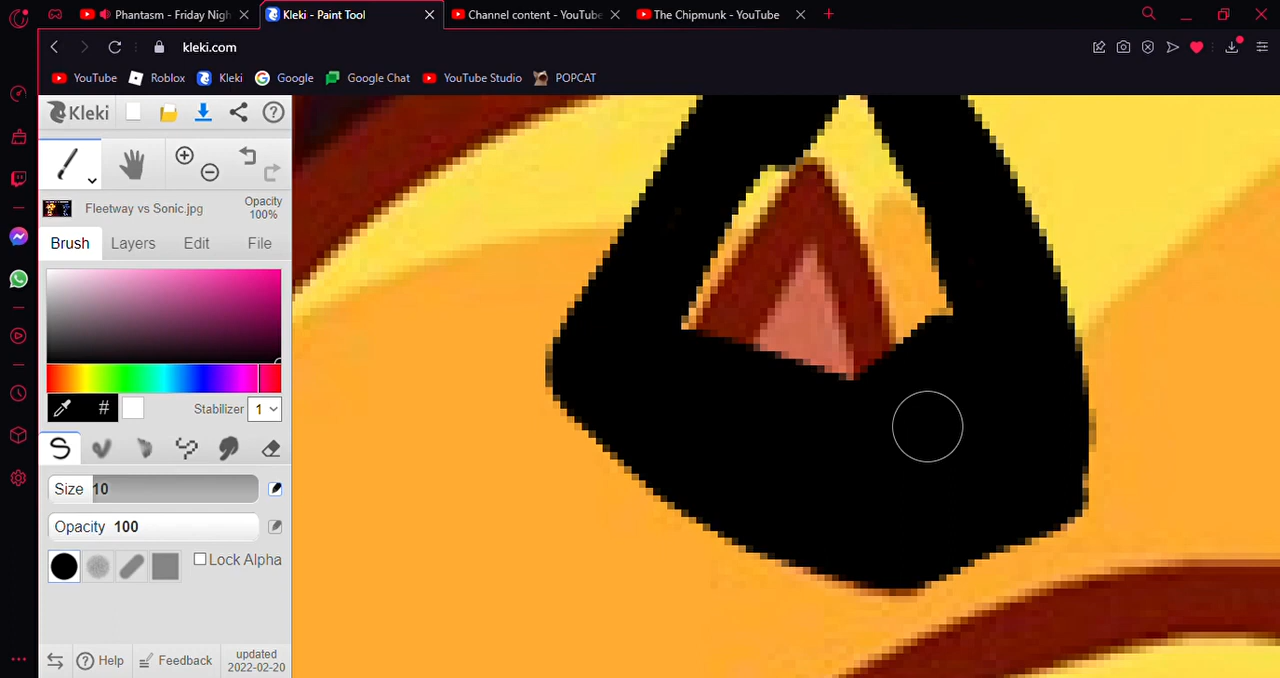 Phantasm - Friday Nigh
Kleki - Paint Tool
Channel content - YouTube
The Chipmunk - YouTube
kleki.com
YouTube
Roblox
Kleki
Google
Google Chat
YouTube Studio
POPCAT
Kleki
Fleetway vs Sonic.jpg
Opacity
100%
Brush
Layers
Edit
File
#
Stabilizer
1
Size
10
Opacity
100
Lock Alpha
Help
Feedback
updated
2022-02-20